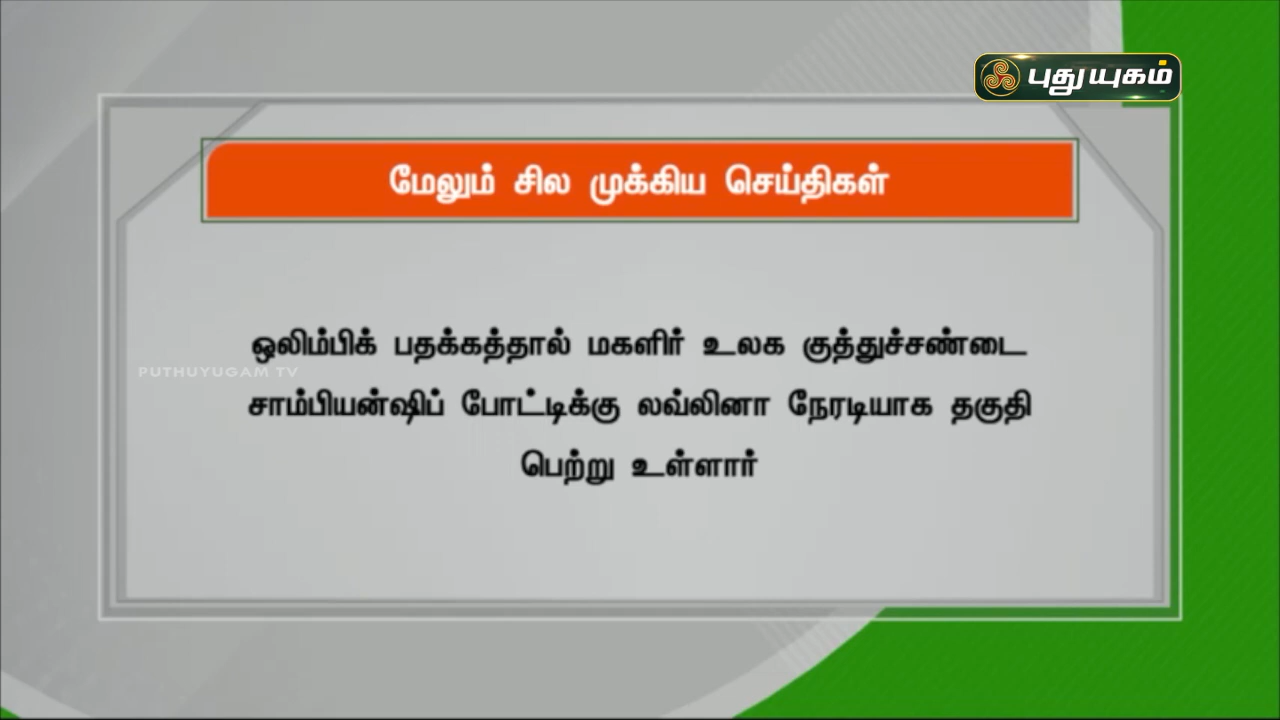 புதுயுகம்
மேலும் சில முக்கிய செய்திகள்
ஒலிம்பிக் பதக்கத்தால் மகளிர் உலக குத்துச்சண்டை
PUTHUYUGAM TV
சாம்பியன்ஷிப் போட்டிக்கு லவ்லினா நேரடியாக தகுதி
பெற்று உள்ளார்